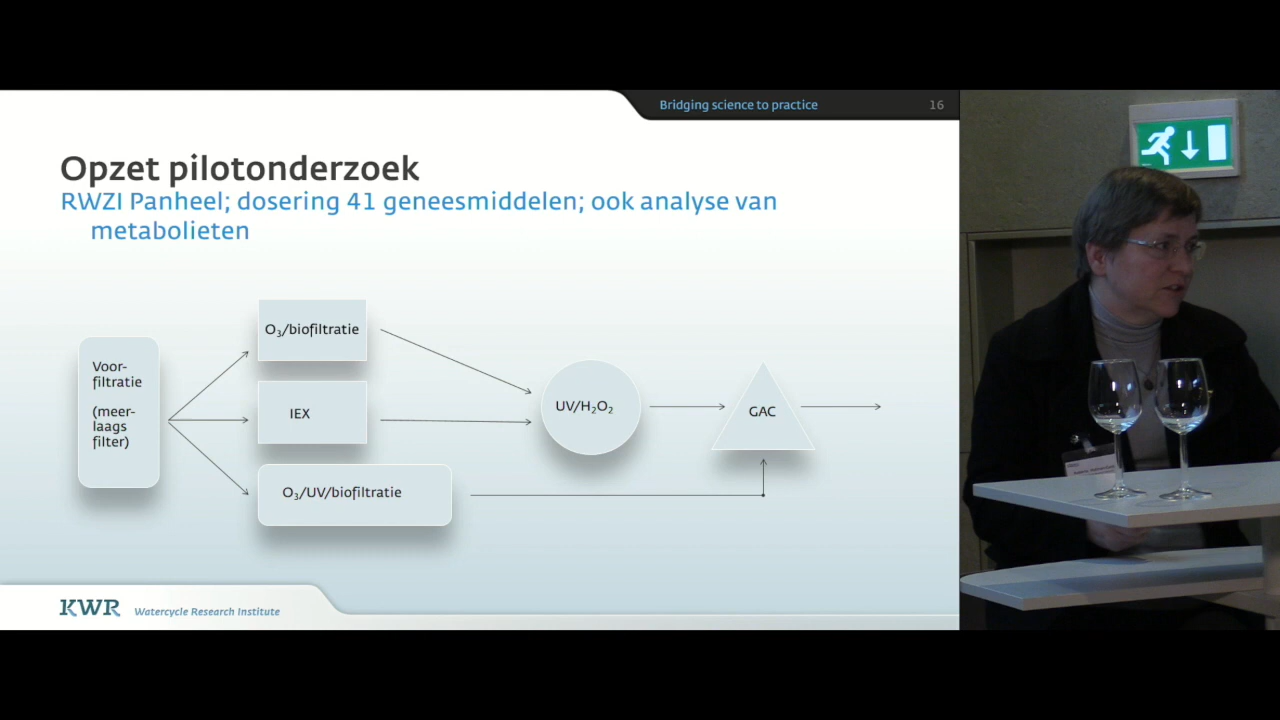 Bridging science to practice
16
Opzet pilotonderzoek
RWZI Panheel; dosering 41 geneesmiddelen; ook analyse van
metabolieten
Voor-
filtratie
(meer-
laags
filter)
O₃/biofiltratie
IEX
O₃/UV/biofiltratie
UV/H₂O₂
GAC
KWR
Watercycle Research Institute